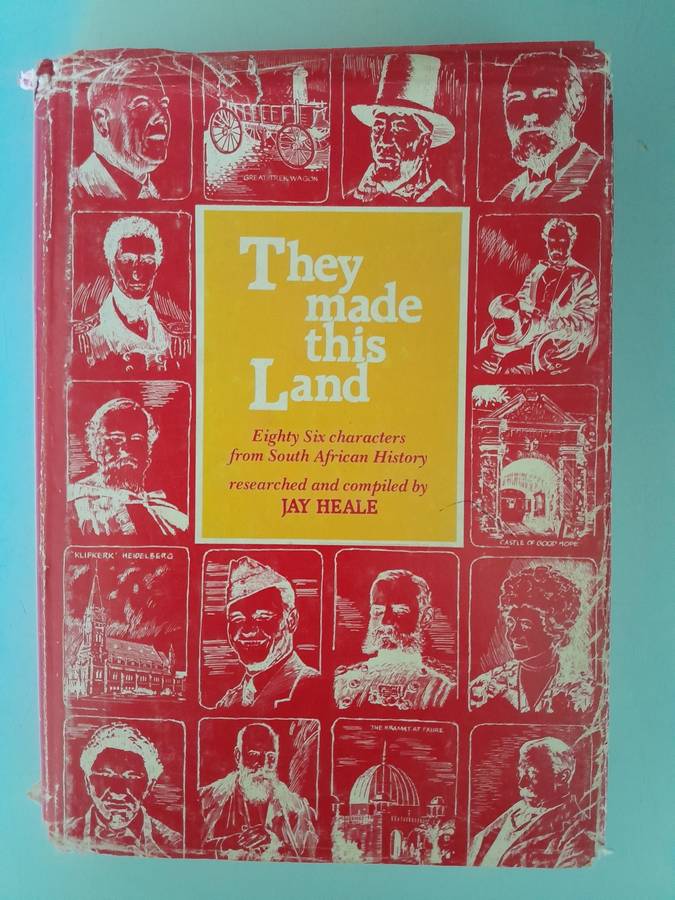 GREAT TREK WAGON
They
made
this
Land
Eighty Six characters
from South African History
researched and compiled by
JAY HEALE
CASTLE OF GOOD HOPE
'KLIPKERK' HEIDELBERG
THE KRAMAT AT FAURE